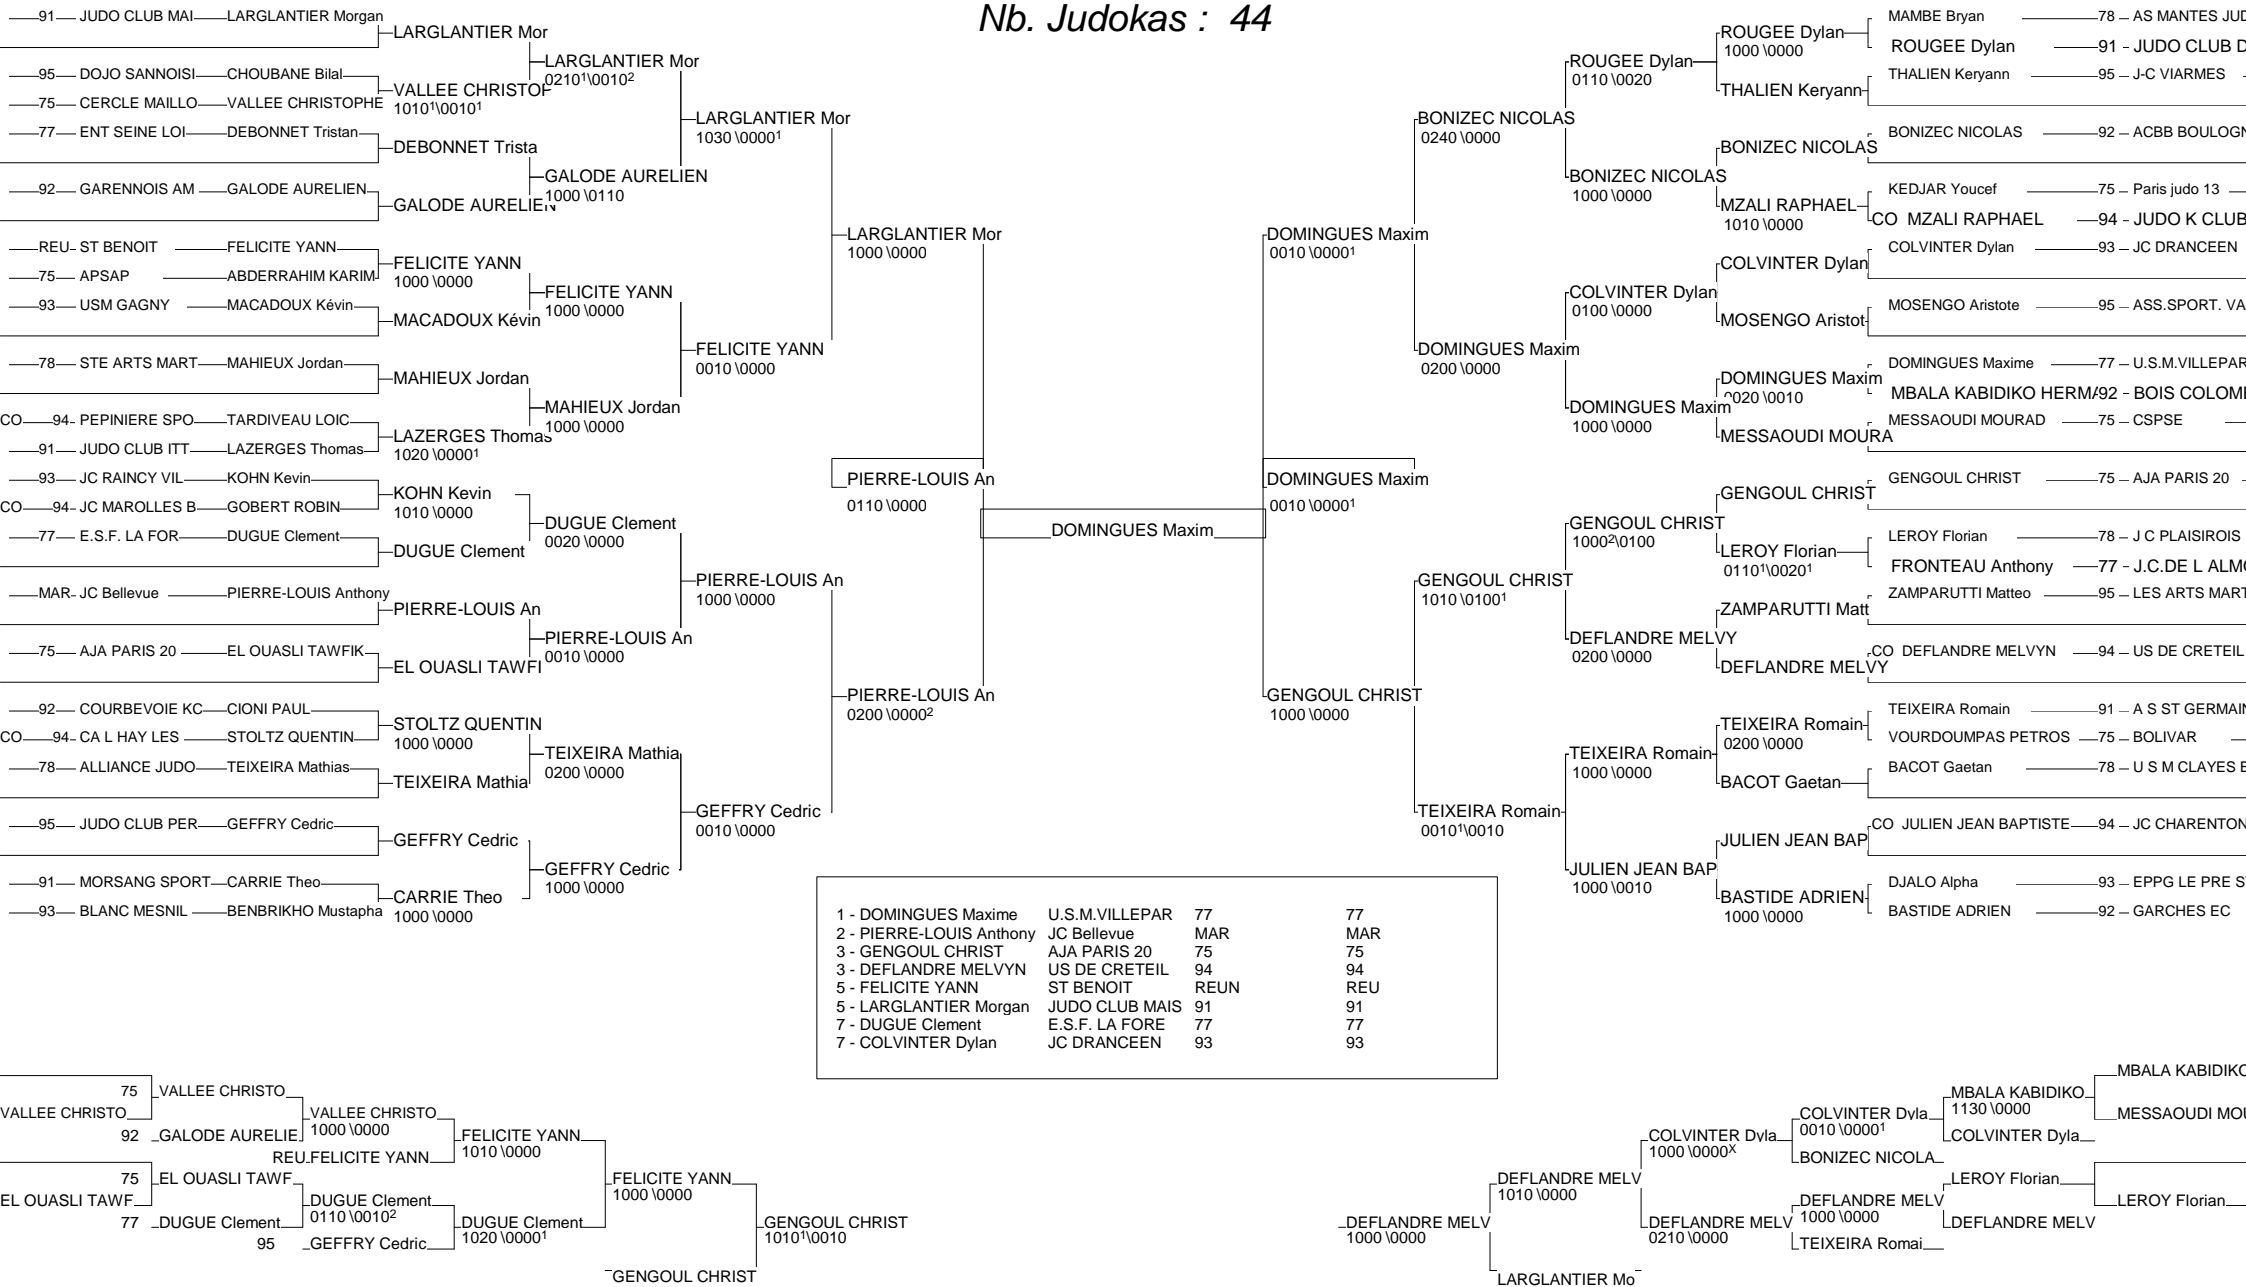 Nb. Judokas : 44
91 JUDO CLUB MAI LARGLANTIER Morgan
95 DOJO SANNOISI CHOUBANE Bilal
75 CERCLE MAILLO VALLEE CHRISTOPHE
77 ENT SEINE LOI DEBONNET Tristan
92 GARENNOIS AM GALODE AURELIEN
REU ST BENOIT FELICITE YANN
75 APSAP ABDERRAHIM KARIM
93 USM GAGNY MACADOUX Kévin
78 STE ARTS MART MAHIEUX Jordan
CO 94 PEPINIERE SPO TARDIVEAU LOIC
91 JUDO CLUB ITT LAZERGES Thomas
93 JC RAINCY VIL KOHN Kevin
CO 94 JC MAROLLES B GOBERT ROBIN
77 E.S.F. LA FOR DUGUE Clement
MAR JC Bellevue PIERRE-LOUIS Anthony
75 AJA PARIS 20 EL OUASLI TAWFIK
92 COURBEVOIE KC CIONI PAUL
CO 94 CA L HAY LES STOLTZ QUENTIN
78 ALLIANCE JUDO TEIXEIRA Mathias
95 JUDO CLUB PER GEFFRY Cedric
91 MORSANG SPORT CARRIE Theo
93 BLANC MESNIL BENBRIKHO Mustapha
LARGLANTIER Mor
VALLEE CHRISTOP
1010¹\0010¹
DEBONNET Trista
GALODE AURELIEN
FELICITE YANN
1000 \0000
MACADOUX Kévin
MAHIEUX Jordan
LAZERGES Thomas
1020 \0000¹
KOHN Kevin
1010 \0000
DUGUE Clement
PIERRE-LOUIS An
EL OUASLI TAWFI
STOLTZ QUENTIN
1000 \0000
TEIXEIRA Mathia
GEFFRY Cedric
CARRIE Theo
1000 \0000
LARGLANTIER Mor
0210¹\0010²
GALODE AURELIEN
1000 \0110
FELICITE YANN
1000 \0000
MAHIEUX Jordan
1000 \0000
DUGUE Clement
0020 \0000
PIERRE-LOUIS An
0010 \0000
TEIXEIRA Mathia
0200 \0000
GEFFRY Cedric
1000 \0000
LARGLANTIER Mor
1030 \0000¹
FELICITE YANN
0010 \0000
PIERRE-LOUIS An
1000 \0000
GEFFRY Cedric
0010 \0000
LARGLANTIER Mor
1000 \0000
PIERRE-LOUIS An
0110 \0000
PIERRE-LOUIS An
0200 \0000²
DOMINGUES Maxim
DOMINGUES Maxim
0010 \0000¹
DOMINGUES Maxim
0010 \0000¹
GENGOUL CHRIST
1000 \0000
BONIZEC NICOLAS
0240 \0000
DOMINGUES Maxim
0200 \0000
GENGOUL CHRIST
1010 \0100¹
TEIXEIRA Romain
0010¹\0010
ROUGEE Dylan
0110 \0020
BONIZEC NICOLAS
1000 \0000
COLVINTER Dylan
0100 \0000
DOMINGUES Maxim
1000 \0000
GENGOUL CHRIST
1000²\0100
DEFLANDRE MELVY
0200 \0000
TEIXEIRA Romain
1000 \0000
JULIEN JEAN BAP
1000 \0010
ROUGEE Dylan
1000 \0000
THALIEN Keryann
BONIZEC NICOLAS
MZALI RAPHAEL
1010 \0000
COLVINTER Dylan
MOSENGO Aristot
DOMINGUES Maxim
0020 \0010
MESSAOUDI MOURA
GENGOUL CHRIST
LEROY Florian
0110¹\0020¹
ZAMPARUTTI Matt
DEFLANDRE MELVY
TEIXEIRA Romain
0200 \0000
BACOT Gaetan
JULIEN JEAN BAP
BASTIDE ADRIEN
1000 \0000
MAMBE Bryan 78 AS MANTES JUD
ROUGEE Dylan 91 - JUDO CLUB D
THALIEN Keryann 95 J-C VIARMES
BONIZEC NICOLAS 92 ACBB BOULOGN
KEDJAR Youcef 75 Paris judo 13
CO MZALI RAPHAEL 94 - JUDO K CLUB
COLVINTER Dylan 93 JC DRANCEEN
MOSENGO Aristote 95 ASS.SPORT. VA
DOMINGUES Maxime 77 U.S.M.VILLEPAR
MBALA KABIDIKO HERMA 92 - BOIS COLOM
MESSAOUDI MOURAD 75 CSPSE
GENGOUL CHRIST 75 AJA PARIS 20
LEROY Florian 78 J C PLAISIROIS
FRONTEAU Anthony 77 - J.C.DE L ALMO
ZAMPARUTTI Matteo 95 LES ARTS MART
CO DEFLANDRE MELVYN 94 US DE CRETEIL
TEIXEIRA Romain 91 A S ST GERMAIN
VOURDOUMPAS PETROS 75 BOLIVAR
BACOT Gaetan 78 U S M CLAYES
CO JULIEN JEAN BAPTISTE 94 JC CHARENTON
DJALO Alpha 93 EPPG LE PRE S
BASTIDE ADRIEN 92 GARCHES EC
1 - DOMINGUES Maxime U.S.M.VILLEPAR 77 77
2 - PIERRE-LOUIS Anthony JC Bellevue MAR MAR
3 - GENGOUL CHRIST AJA PARIS 20 75 75
3 - DEFLANDRE MELVYN US DE CRETEIL 94 94
5 - FELICITE YANN ST BENOIT REUN REU
5 - LARGLANTIER Morgan JUDO CLUB MAIS 91 91
7 - DUGUE Clement E.S.F. LA FORE 77 77
7 - COLVINTER Dylan JC DRANCEEN 93 93
VALLEE CHRISTO
EL OUASLI TAWF
75 VALLEE CHRISTO
92 GALODE AURELIE
75 EL OUASLI TAWF
77 DUGUE Clement
VALLEE CHRISTO
1000 \0000
REU FELICITE YANN
DUGUE Clement
0110 \0010²
95 GEFFRY Cedric
FELICITE YANN
1010 \0000
DUGUE Clement
1020 \0000¹
FELICITE YANN
1000 \0000
GENGOUL CHRIST
GENGOUL CHRIST
1010¹\0010
DEFLANDRE MELV
1000 \0000
DEFLANDRE MELV
1010 \0000
LARGLANTIER Mo
COLVINTER Dyla
1000 \0000ˣ
DEFLANDRE MELV
0210 \0000
COLVINTER Dyla
0010 \0000¹
BONIZEC NICOLA
DEFLANDRE MELV
1000 \0000
TEIXEIRA Romai
MBALA KABIDIKO
1130 \0000
COLVINTER Dyla
LEROY Florian
DEFLANDRE MELV
MBALA KABIDIKO
MESSAOUDI MOU
LEROY Florian